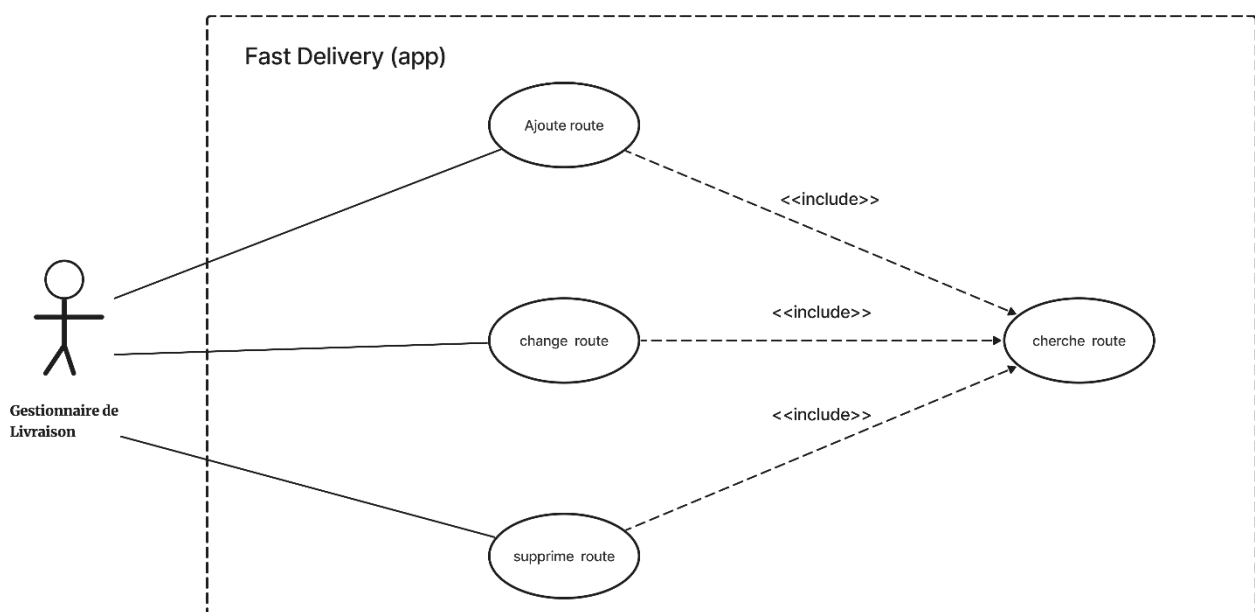 Fast Delivery (app)
Ajoute route
<<include>>
<<include>>
change route
cherche route
Gestionnaire de
Livraison
<<include>>
supprime route